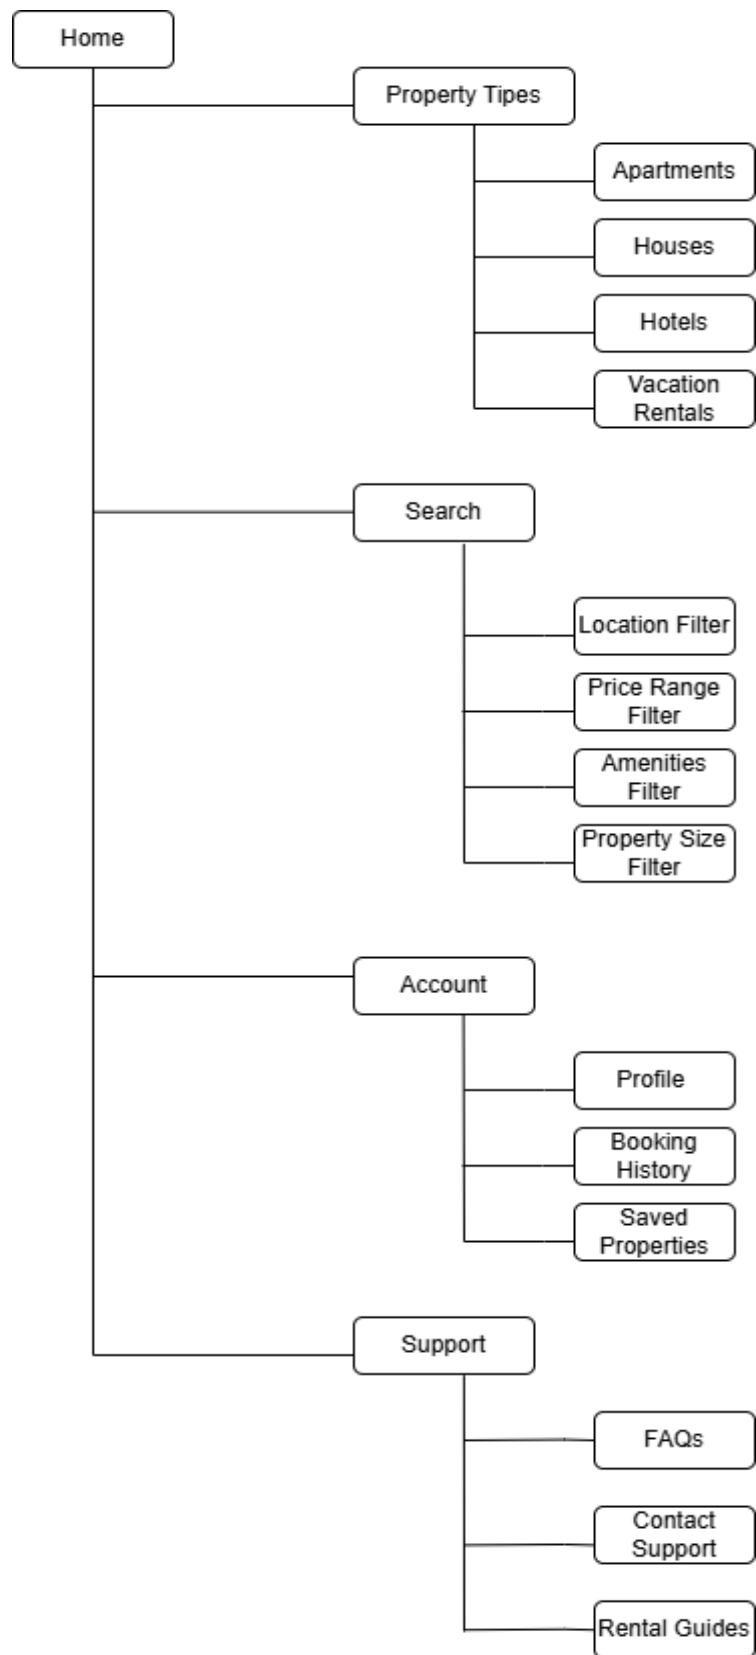 Home
Property Tipes
Apartments
Houses
Hotels
Vacation
Rentals
Search
Location Filter
Price Range
Filter
Amenities
Filter
Property Size
Filter
Account
Profile
Booking
History
Saved
Properties
Support
FAQs
Contact
Support
Rental Guides